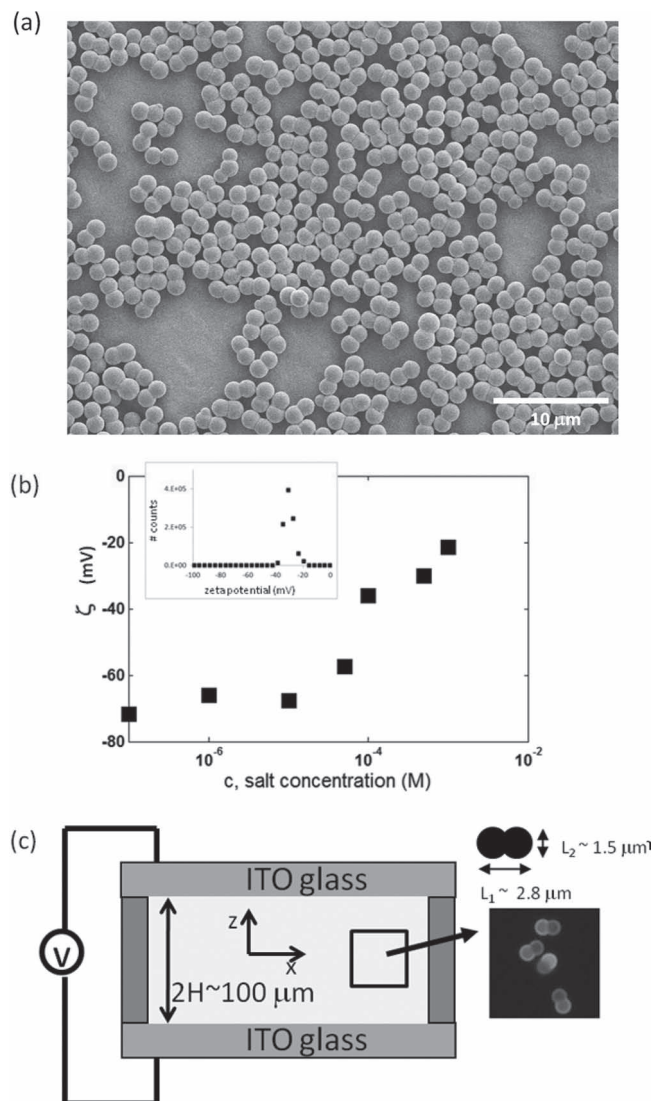 (a)
10 μm
(b)
ζ (mV)
0
-20
-40
-60
-80
# counts
4.E+05
2.E+05
0.E+00
-100
-80
-60
-40
-20
0
zeta potential (mV)
10⁻⁶
10⁻⁴
10⁻²
c, salt concentration (M)
(c)
ITO glass
V
z
x
2H~100 μm
ITO glass
L₂ ~ 1.5 μm
L₁ ~ 2.8 μm